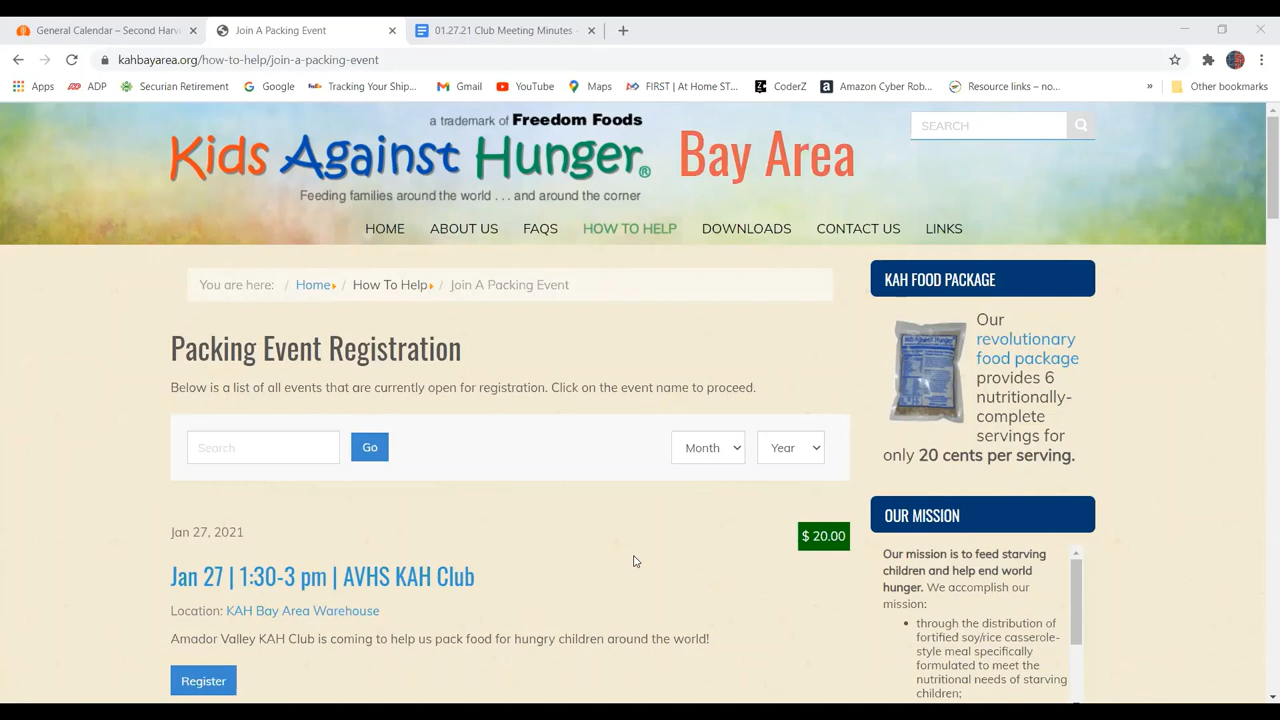 General Calendar – Second Harv
Join A Packing Event
01.27.21 Club Meeting Minutes -
kahbayarea.org/how-to-help/join-a-packing-event
Apps
ADP
Securian Retirement
Google
Tracking Your Ship...
Gmail
YouTube
Maps
FIRST | At Home ST...
CoderZ
Amazon Cyber Rob...
Resource links – no...
»
Other bookmarks
a trademark of Freedom Foods
Kids Against Hunger® Bay Area
Feeding families around the world . . . and around the corner
SEARCH
HOME
ABOUT US
FAQS
HOW TO HELP
DOWNLOADS
CONTACT US
LINKS
You are here: / Home / How To Help / Join A Packing Event
Packing Event Registration
Below is a list of all events that are currently open for registration. Click on the event name to proceed.
Search
Go
Month
Year
Jan 27, 2021
$ 20.00
Jan 27 | 1:30-3 pm | AVHS KAH Club
Location: KAH Bay Area Warehouse
Amador Valley KAH Club is coming to help us pack food for hungry children around the world!
Register
KAH FOOD PACKAGE
Our
revolutionary
food package
provides 6
nutritionally-
complete
servings for
only 20 cents per serving.
OUR MISSION
Our mission is to feed starving
children and help end world
hunger. We accomplish our
mission:
• through the distribution of
fortified soy/rice casserole-
style meal specifically
formulated to meet the
nutritional needs of starving
children;